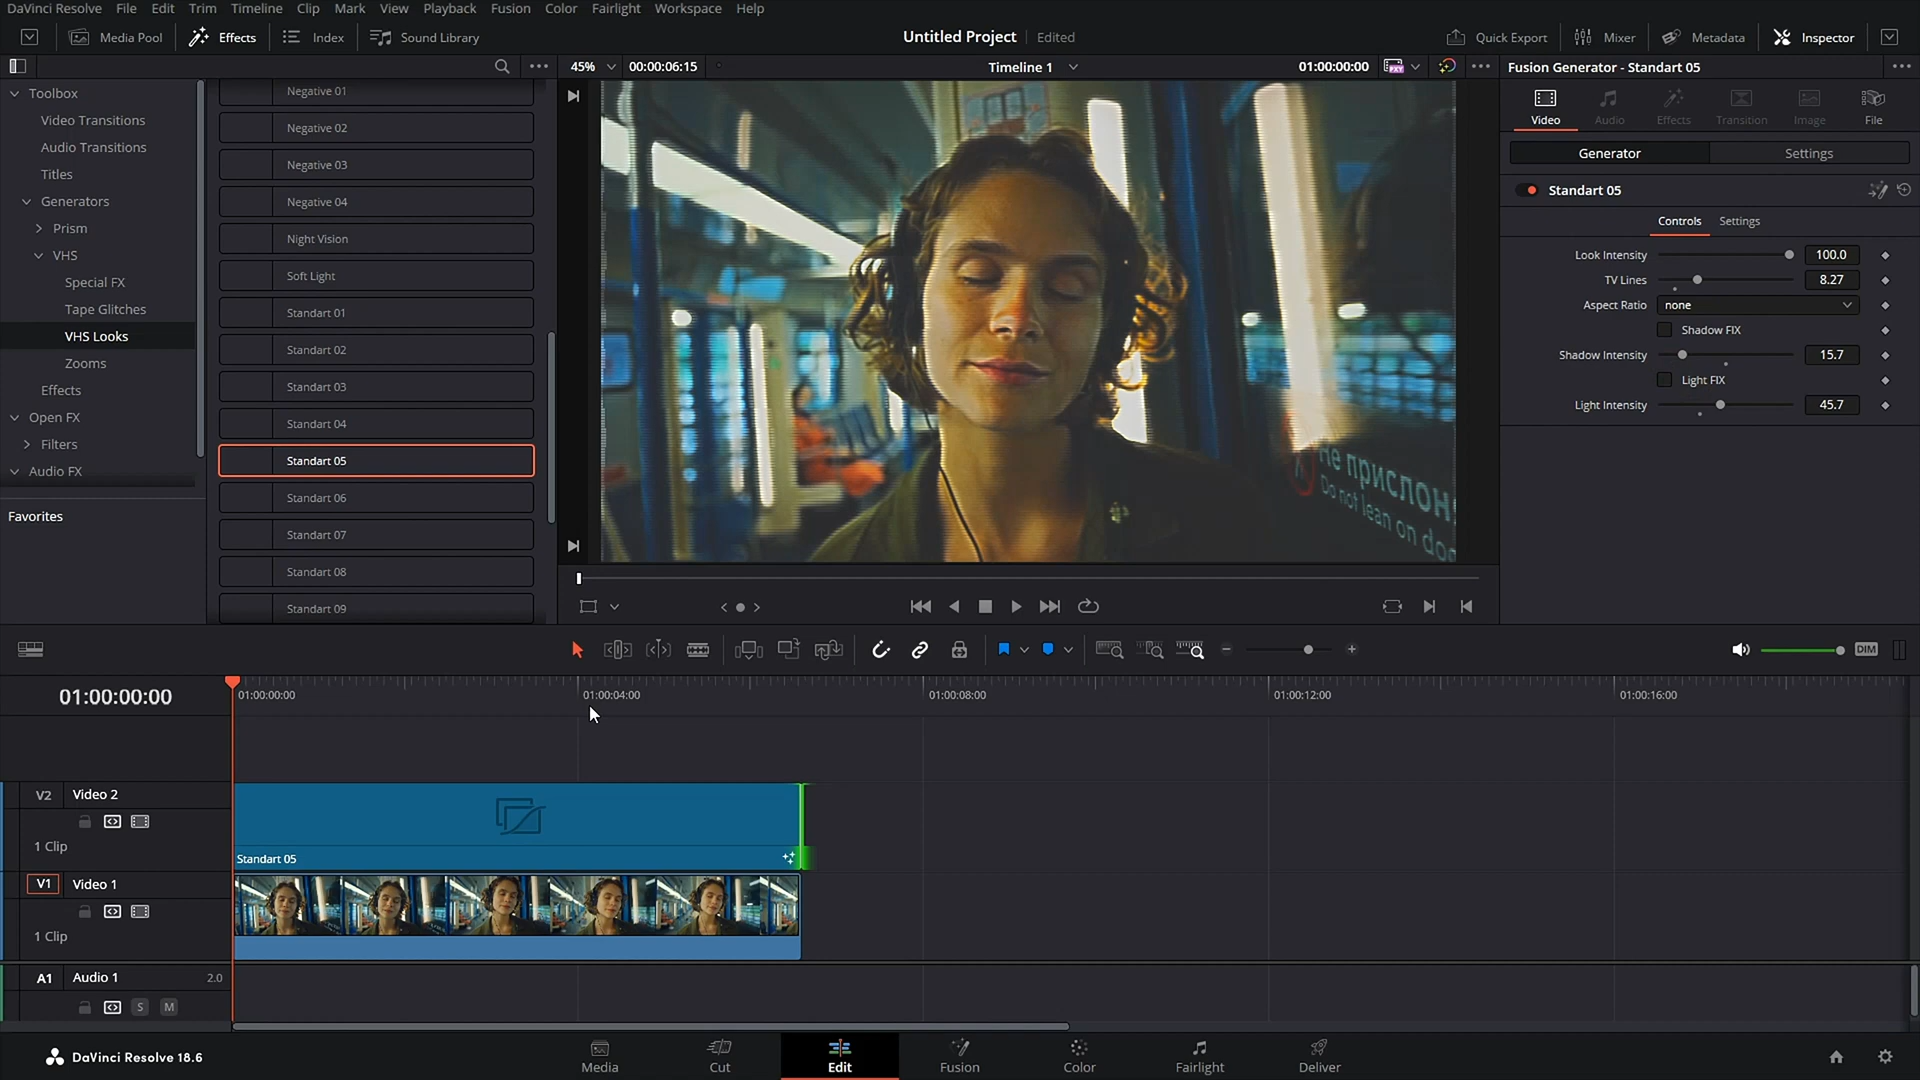 DaVinci Resolve File Edit Trim Timeline Clip Mark View Playback Fusion Color Fairlight Workspace Help
Media Pool Effects Index Sound Library Untitled Project Edited Quick Export Mixer Metadata Inspector
45% 00:00:06:15 Timeline 1 01:00:00:00 PXY Fusion Generator - Standart 05
Toolbox
Video Transitions
Audio Transitions
Titles
Generators
Prism
VHS
Special FX
Tape Glitches
VHS Looks
Zooms
Effects
Open FX
Filters
Audio FX
Favorites
Negative 01
Negative 02
Negative 03
Negative 04
Night Vision
Soft Light
Standart 01
Standart 02
Standart 03
Standart 04
Standart 05
Standart 06
Standart 07
Standart 08
Standart 09
Не прислон
Do not lean on doo
Video Audio Effects Transition Image File
Generator Settings
Standart 05
Controls Settings
Look Intensity 100.0
TV Lines 8.27
Aspect Ratio none
Shadow FIX
Shadow Intensity 15.7
Light FIX
Light Intensity 45.7
DIM
01:00:00:00 01:00:00:00 01:00:04:00 01:00:08:00 01:00:12:00 01:00:16:00
V2 Video 2
1 Clip
Standart 05
V1 Video 1
1 Clip
A1 Audio 1 2.0
S M
DaVinci Resolve 18.6 Media Cut Edit Fusion Color Fairlight Deliver